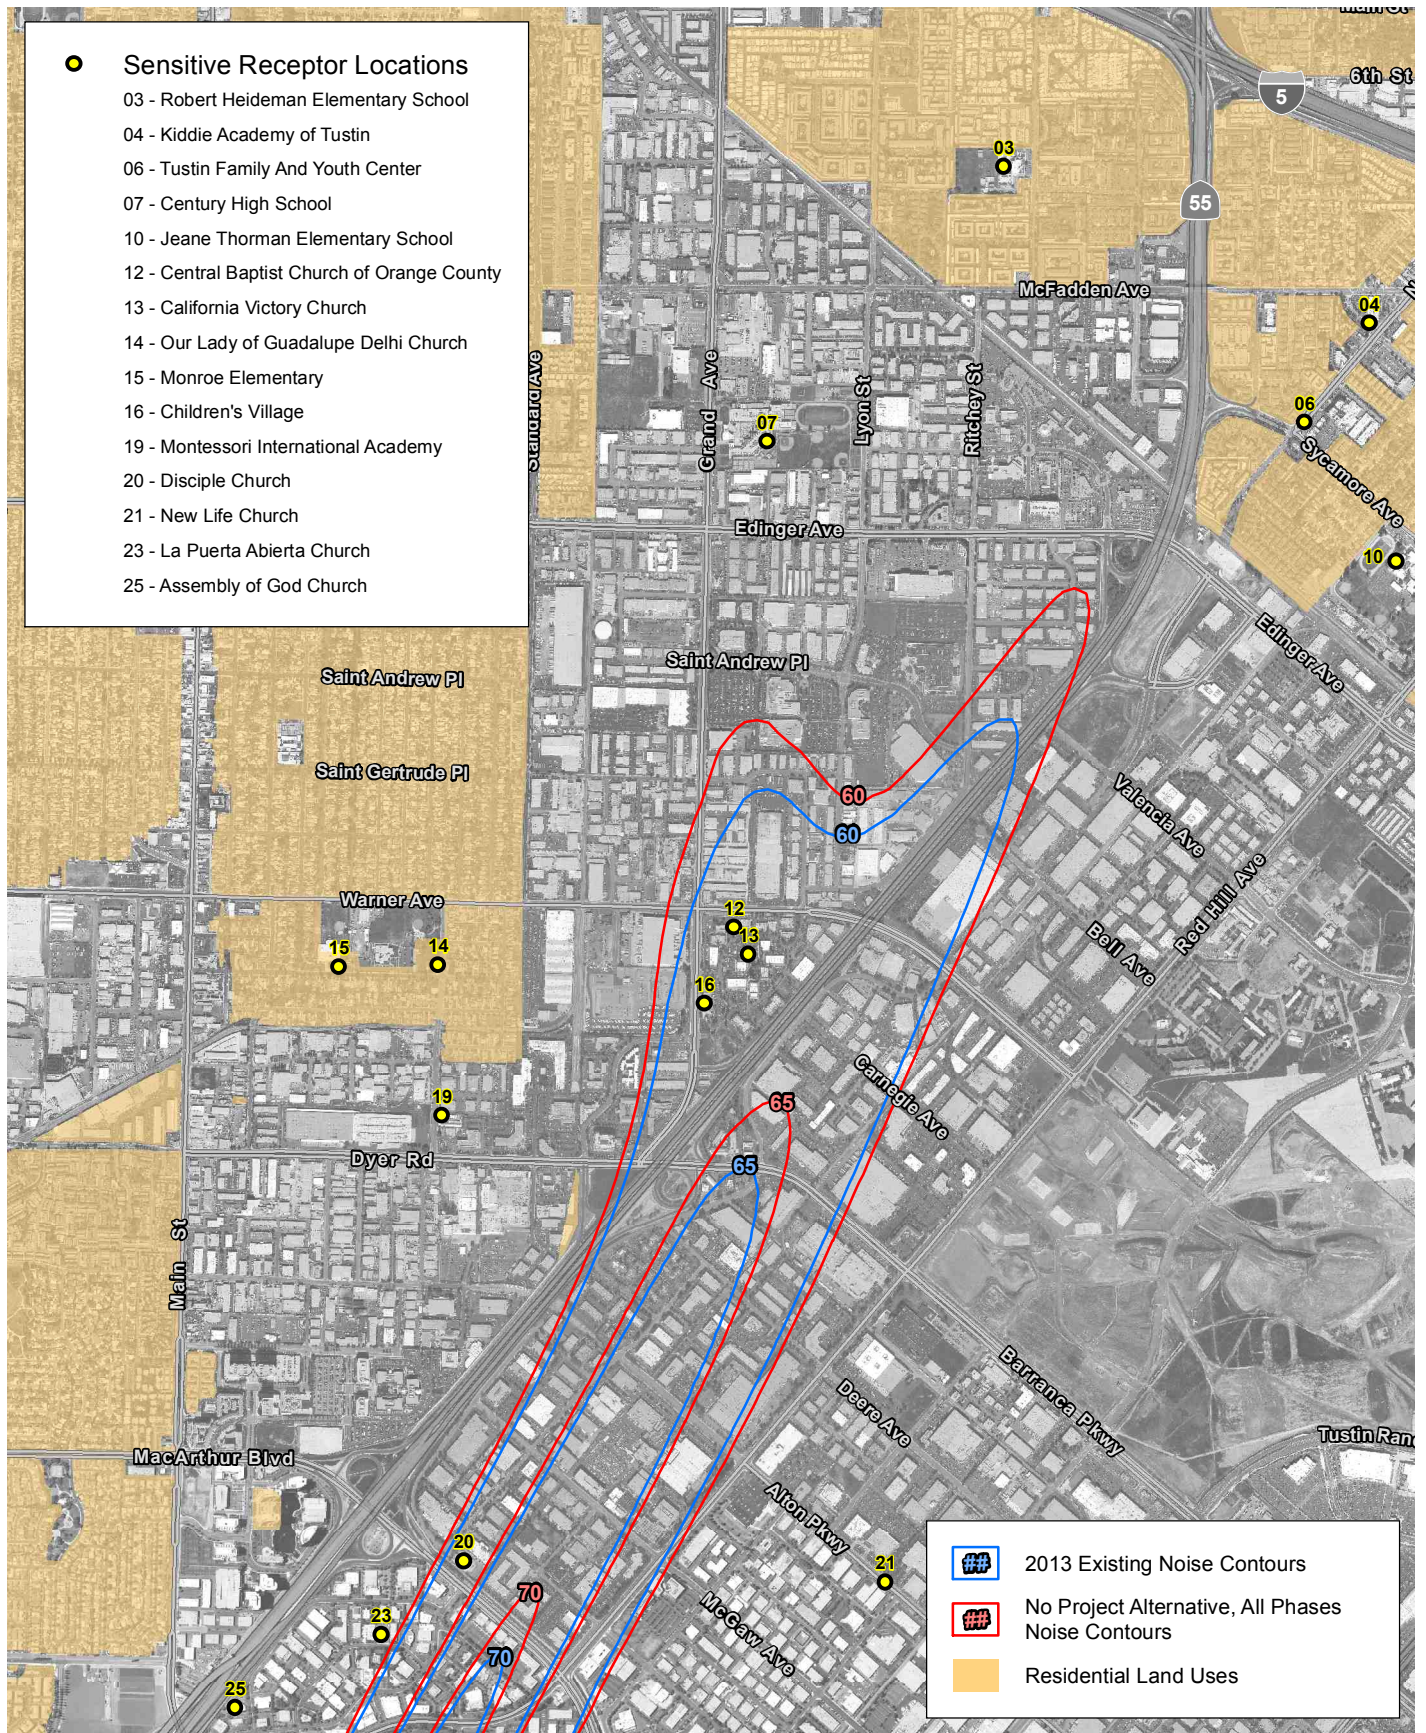 Sensitive Receptor Locations
03 - Robert Heideman Elementary School
04 - Kiddie Academy of Tustin
06 - Tustin Family And Youth Center
07 - Century High School
10 - Jeane Thorman Elementary School
12 - Central Baptist Church of Orange County
13 - California Victory Church
14 - Our Lady of Guadalupe Delhi Church
15 - Monroe Elementary
16 - Children's Village
19 - Montessori International Academy
20 - Disciple Church
21 - New Life Church
23 - La Puerta Abierta Church
25 - Assembly of God Church
Main St
6th St
5
03
55
McFadden Ave
04
Standard Ave
Grand Ave
Lyon St
Ritchey St
06
07
Sycamore Ave
Edinger Ave
10
Edinger Ave
Saint Andrew Pl
Saint Andrew Pl
Saint Gertrude Pl
60
60
Valencia Ave
Red Hill Ave
Warner Ave
12
13
Bell Ave
15
14
16
Carnegie Ave
19
65
Dyer Rd
65
Main St
Barranca Pkwy
Deere Ave
MacArthur Blvd
Tustin Ranc
Alton Pkwy
20
21
70
McGaw Ave
23
70
25
## 2013 Existing Noise Contours
## No Project Alternative, All Phases
Noise Contours
Residential Land Uses